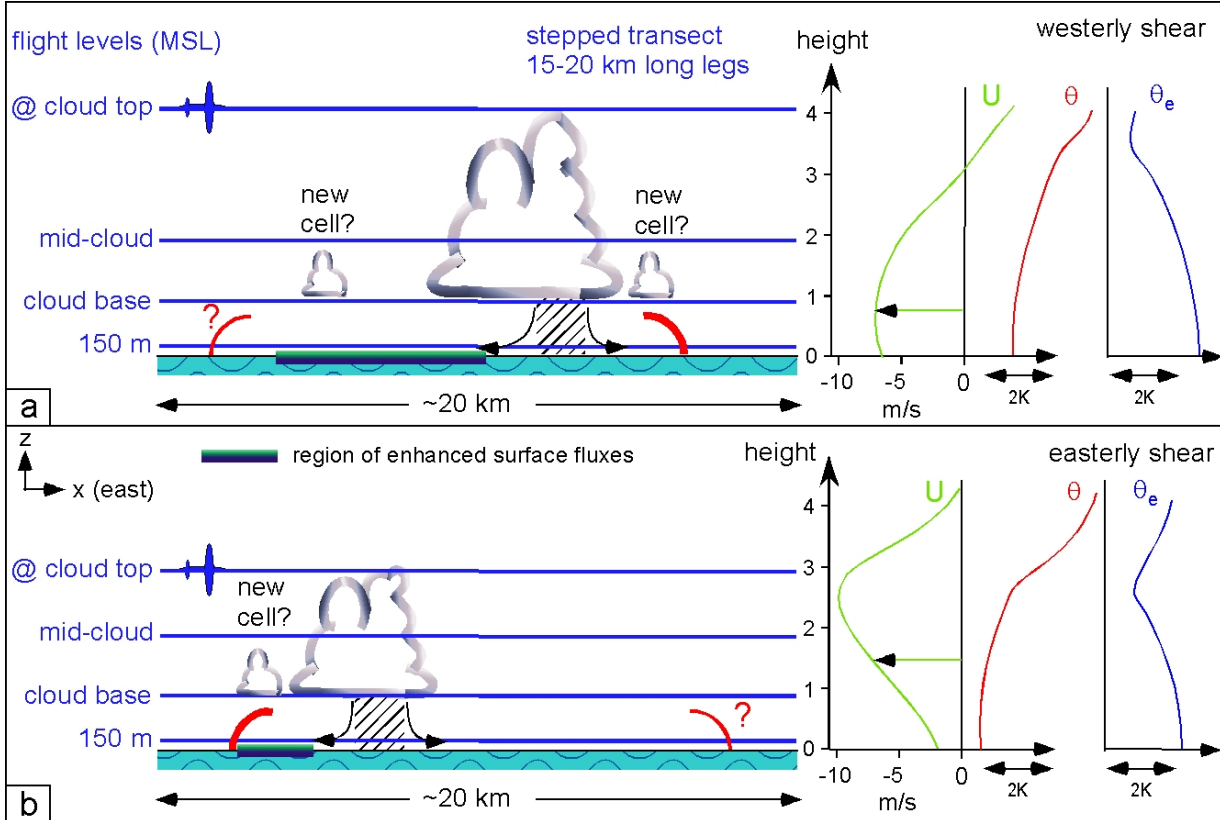 flight levels (MSL)
stepped transect
15-20 km long legs
height
westerly shear
@ cloud top
U
θ
θe
4
new
cell?
new
cell?
3
mid-cloud
2
cloud base
1
?
150 m
0
-10
-5
0
2K
2K
m/s
a
~20 km
z
x (east)
region of enhanced surface fluxes
height
easterly shear
U
θ
θe
4
@ cloud top
new
cell?
3
mid-cloud
2
cloud base
1
?
150 m
0
-10
-5
0
2K
2K
m/s
b
~20 km